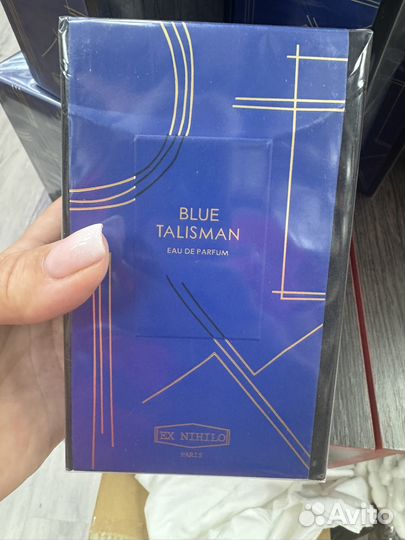 BLUE
TALISMAN
EAU DE PARFUM
EX NIHILO
PARIS
Avito